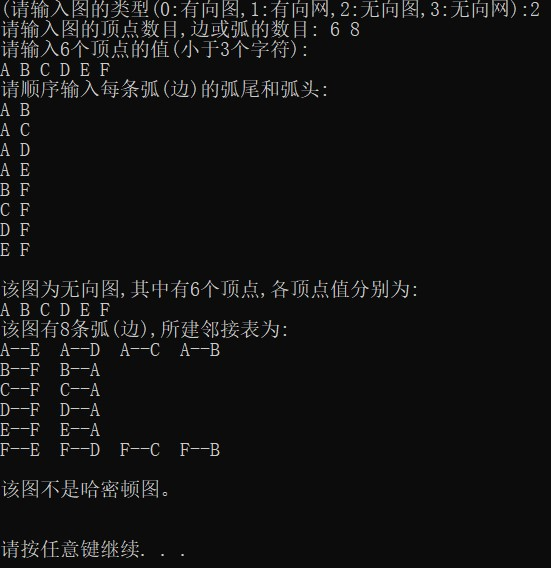 (请输入图的类型(0:有向图,1:有向网,2:无向图,3:无向网):2
请输入图的顶点数目,边或弧的数目: 6 8
请输入6个顶点的值(小于3个字符):
A B C D E F
请顺序输入每条弧(边)的弧尾和弧头:
A B
A C
A D
A E
B F
C F
D F
E F
该图为无向图,其中有6个顶点,各顶点值分别为:
A B C D E F
该图有8条弧(边),所建邻接表为:
A--E  A--D  A--C  A--B
B--F  B--A
C--F  C--A
D--F  D--A
E--F  E--A
F--E  F--D  F--C  F--B
该图不是哈密顿图。
请按任意键继续. . .